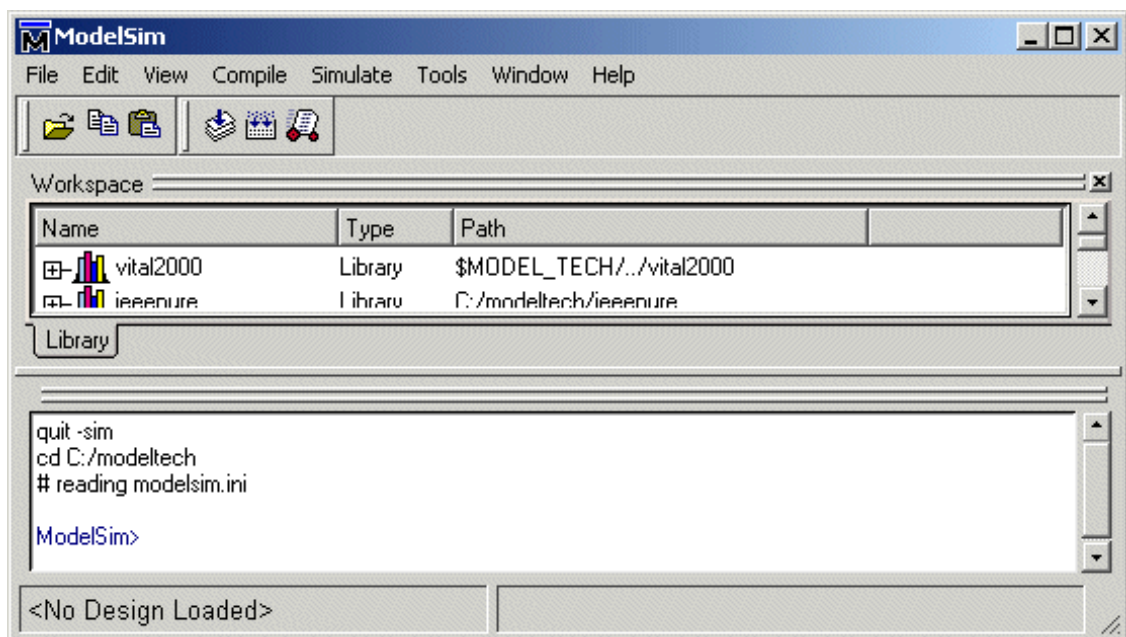 ModelSim
File Edit View Compile Simulate Tools Window Help
Workspace
Name Type Path
vital2000 Library $MODEL_TECH/../vital2000
ieeepure Library C:/modeltech/ieeepure
Library
quit -sim
cd C:/modeltech
# reading modelsim.ini
ModelSim>
<No Design Loaded>